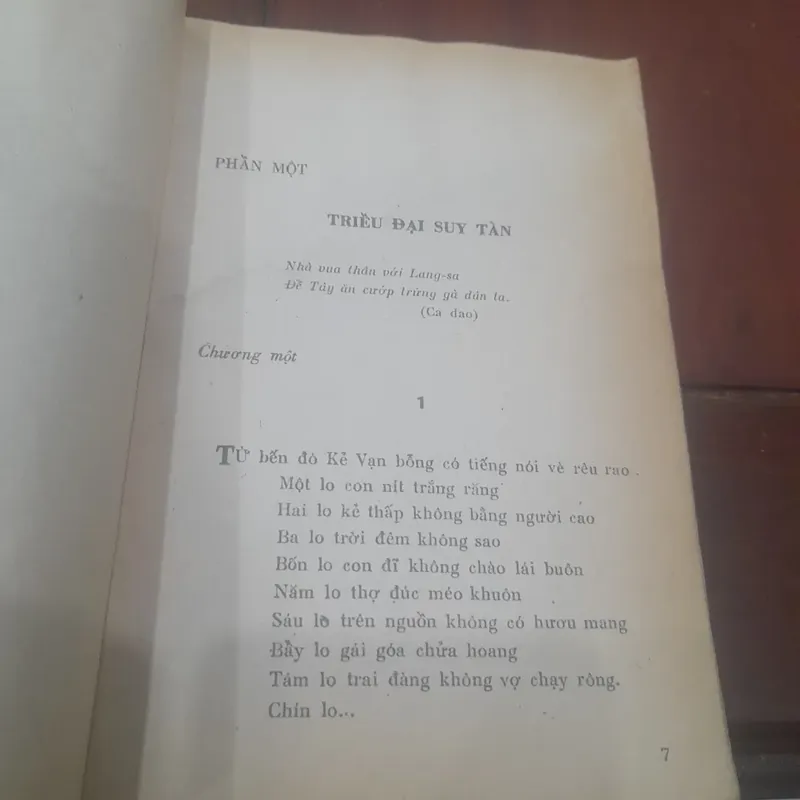 PHẦN MỘT
TRIỀU ĐẠI SUY TÀN
Nhà vua thân với Lang-sa
Để Tây ăn cướp trứng gà dân ta.
(Ca dao)
Chương một
1
TỪ bến đò Kẻ Vạn bỗng có tiếng nói vè rêu rao.
Một lo con nít trắng răng
Hai lo kẻ thấp không bằng người cao
Ba lo trời đêm không sao
Bốn lo con đĩ không chào lái buôn
Năm lo thợ đúc méo khuôn
Sáu lo trên nguồn không có hươu mang
Bẩy lo gái góa chửa hoang
Tám lo trai đàng không vợ chạy rông.
Chín lo...
7